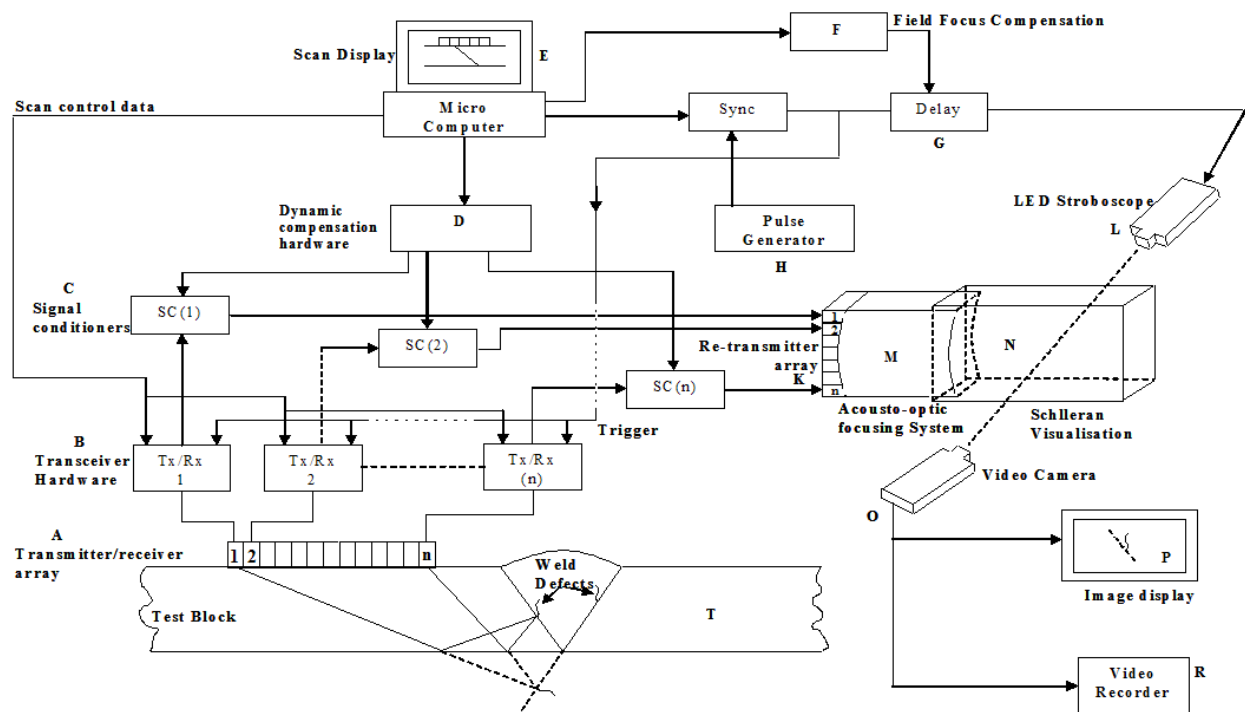 F
Field Focus Compensation
Scan Display
E
Scan control data
Micro
Computer
Sync
Delay
G
Dynamic
compensation
hardware
D
Pulse
Generator
H
LED Stroboscope
L
C
Signal
conditioners
SC(1)
SC(2)
SC(n)
1
2
n
Re-transmitter
array
K
M
N
Acousto-optic
focusing System
Schlleran
Visualisation
Trigger
B
Transceiver
Hardware
Tx/Rx
1
Tx/Rx
2
Tx/Rx
(n)
Video Camera
O
A
Transmitter/receiver
array
1 2 n
Weld
Defects
Test Block
T
P
Image display
Video
Recorder
R